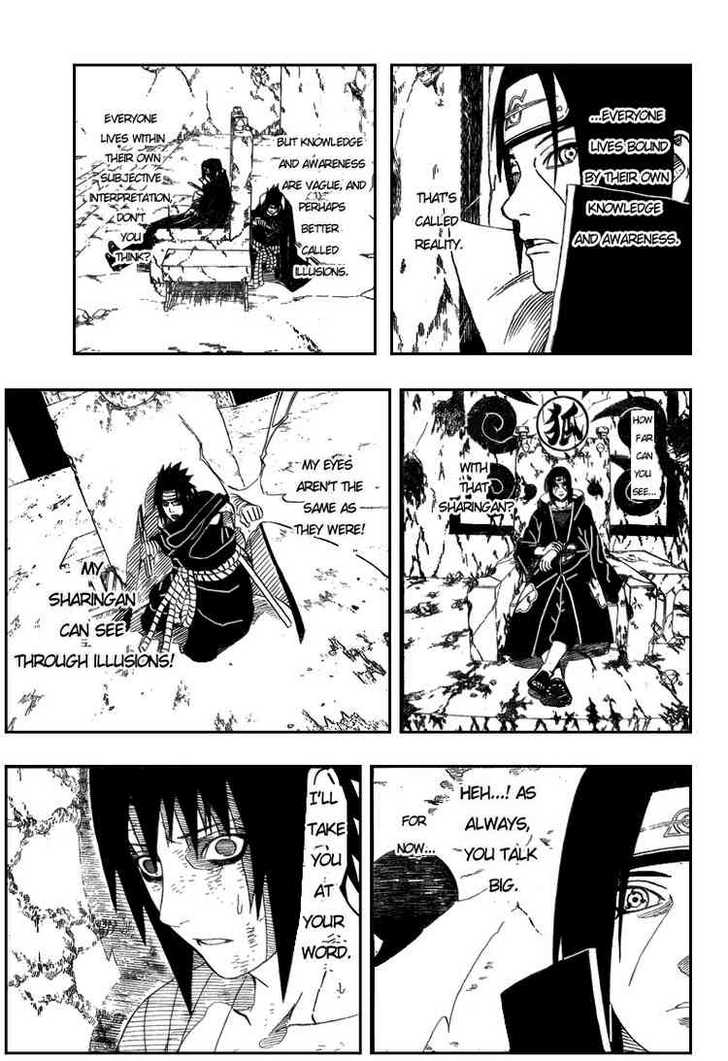 ...EVERYONE
LIVES BOUND
BY THEIR OWN
KNOWLEDGE
AND AWARENESS.
THAT'S
CALLED
REALITY.
BUT KNOWLEDGE
AND AWARENESS
ARE VAGUE, AND
PERHAPS
BETTER
CALLED
ILLUSIONS.
EVERYONE
LIVES WITHIN
THEIR OWN
SUBJECTIVE
INTERPRETATION,
DON'T
YOU
THINK?
HOW
FAR
CAN
YOU
SEE...
狐
WITH
THAT
SHARINGAN?
MY EYES
AREN'T THE
SAME AS
THEY WERE!
MY
SHARINGAN
CAN SEE
THROUGH ILLUSIONS!
HEH...! AS
ALWAYS,
YOU TALK
BIG.
FOR
NOW...
I'LL
TAKE
YOU
AT
YOUR
WORD.